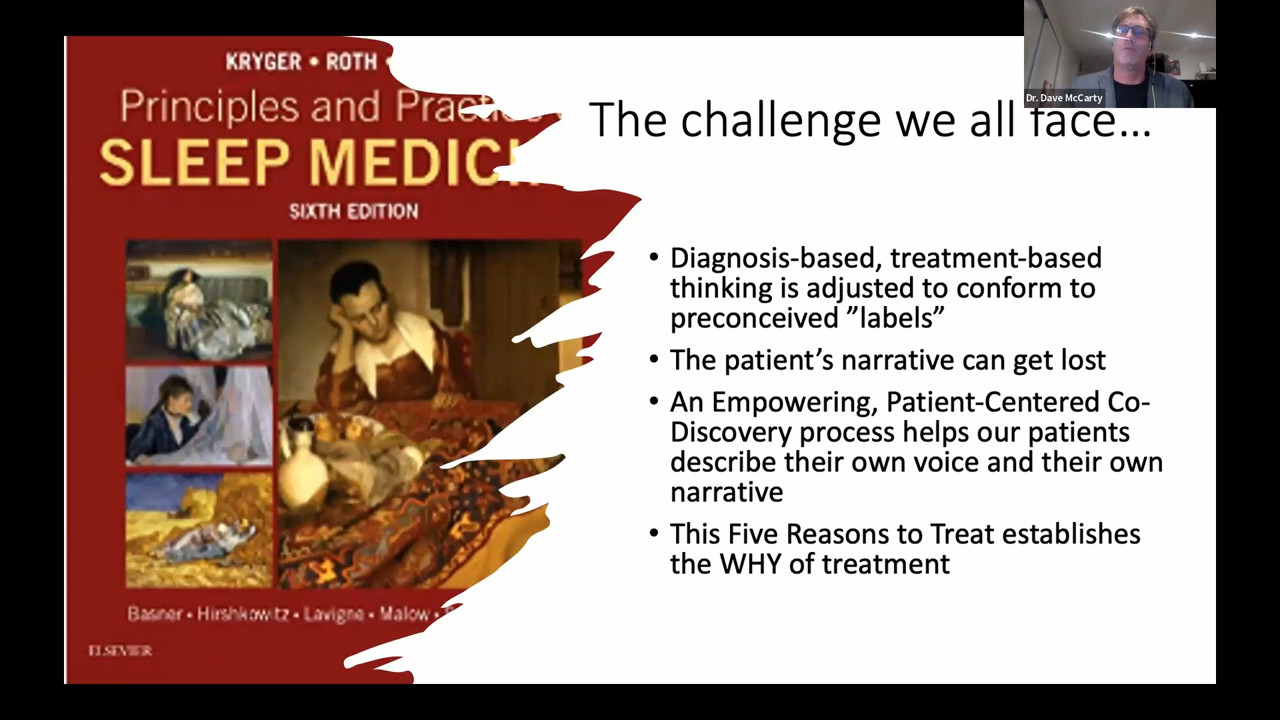 KRYGER • ROTH •
Principles and Practice
SLEEP MEDICI
SIXTH EDITION
Basner • Hirshkowitz • Lavigne • Malow •
ELSEVIER
Dr. Dave McCarty
The challenge we all face...
• Diagnosis-based, treatment-based
thinking is adjusted to conform to
preconceived ”labels”
• The patient’s narrative can get lost
• An Empowering, Patient-Centered Co-
Discovery process helps our patients
describe their own voice and their own
narrative
• This Five Reasons to Treat establishes
the WHY of treatment